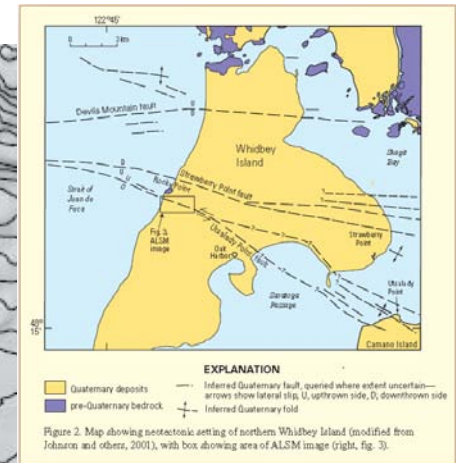 122°45'
0 3 km
Devils Mountain fault
Whidbey
Island
Skagit
Bay
Strait of
Juan de
Fuca
Rocky Point
Strawberry Point fault
Fig. 3
ALSM
image
Oak
Harbor
Utsalady Point fault
Strawberry
Point
Utsalady
Point
Saratoga
Passage
48°
15'
Camano Island
EXPLANATION
Quaternary deposits
pre-Quaternary bedrock
Inferred Quaternary fault, queried where extent uncertain—
arrows show lateral slip, U, upthrown side, D, downthrown side
Inferred Quaternary fold
Figure 2. Map showing neotectonic setting of northern Whidbey Island (modified from
Johnson and others, 2001), with box showing area of ALSM image (right, fig. 3).